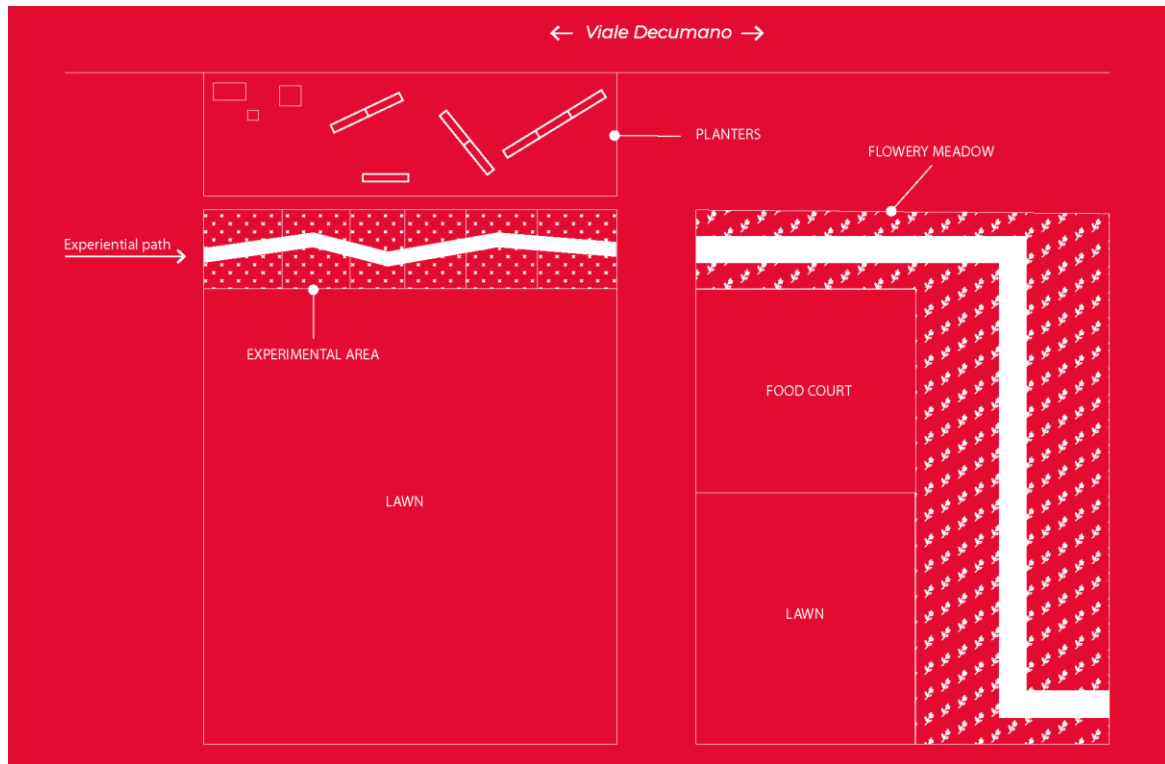 ← Viale Decumano →
PLANTERS
FLOWERY MEADOW
Experiential path
EXPERIMENTAL AREA
FOOD COURT
LAWN
LAWN